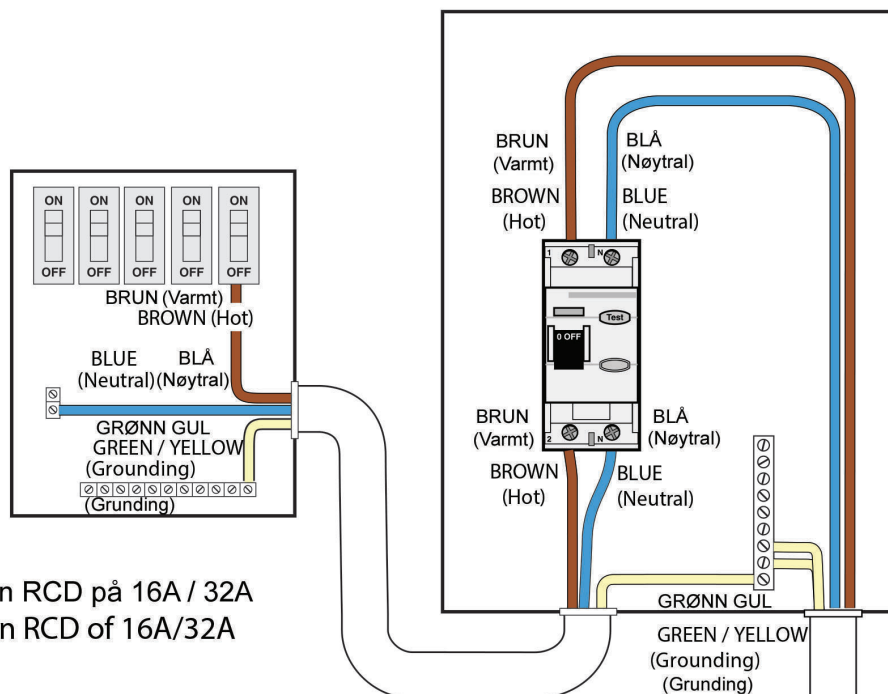 ON ON ON ON ON
OFF OFF OFF OFF OFF
BRUN (Varmt)
BROWN (Hot)
BLUE
(Neutral)
BLÅ
(Nøytral)
GRØNN GUL
GREEN / YELLOW
(Grounding)
(Grunding)
n RCD på 16A / 32A
n RCD of 16A/32A
BRUN
(Varmt)
BLÅ
(Nøytral)
BROWN
(Hot)
BLUE
(Neutral)
1
N
Test
0 OFF
2
N
BRUN
(Varmt)
BLÅ
(Nøytral)
BROWN
(Hot)
BLUE
(Neutral)
GRØNN GUL
GREEN / YELLOW
(Grounding)
(Grunding)